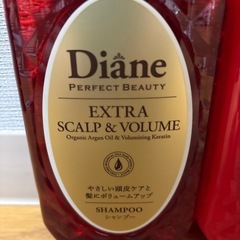 Diane
PERFECT BEAUTY
EXTRA
SCALP & VOLUME
Organic Argan Oil & Volumizing Keratin
やさしい頭皮ケアと
髪にボリュームアップ
SHAMPOO
シャンプー